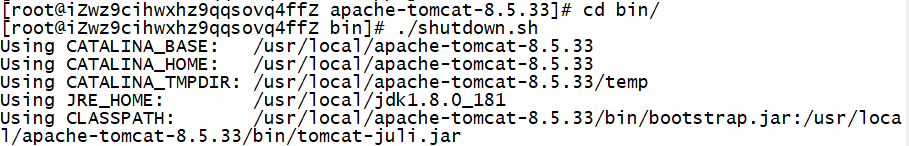 [root@iZwz9cihwxhz9qqsovq4ffZ apache-tomcat-8.5.33]# cd bin/
[root@iZwz9cihwxhz9qqsovq4ffZ bin]# ./shutdown.sh
Using CATALINA_BASE:   /usr/local/apache-tomcat-8.5.33
Using CATALINA_HOME:   /usr/local/apache-tomcat-8.5.33
Using CATALINA_TMPDIR: /usr/local/apache-tomcat-8.5.33/temp
Using JRE_HOME:        /usr/local/jdk1.8.0_181
Using CLASSPATH:       /usr/local/apache-tomcat-8.5.33/bin/bootstrap.jar:/usr/loca
l/apache-tomcat-8.5.33/bin/tomcat-juli.jar